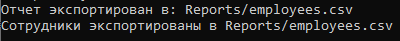 Отчет экспортирован в: Reports/employees.csv
Сотрудники экспортированы в Reports/employees.csv